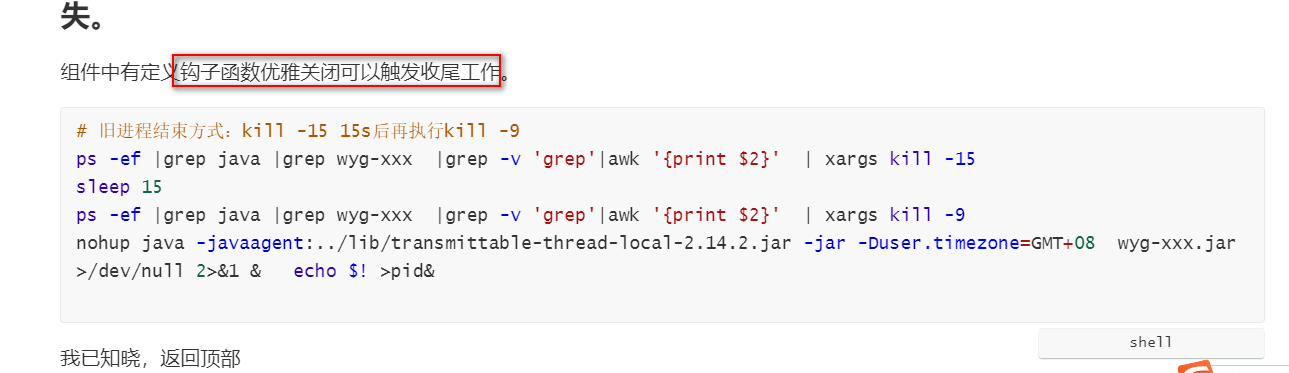 失。
组件中有定义钩子函数优雅关闭可以触发收尾工作。
# 旧进程结束方式：kill -15 15s后再执行kill -9
ps -ef |grep java |grep wyg-xxx  |grep -v 'grep'|awk '{print $2}'  | xargs kill -15
sleep 15
ps -ef |grep java |grep wyg-xxx  |grep -v 'grep'|awk '{print $2}'  | xargs kill -9
nohup java -javaagent:../lib/transmittable-thread-local-2.14.2.jar -jar -Duser.timezone=GMT+08  wyg-xxx.jar
>/dev/null 2>&1 &   echo $! >pid&
shell
我已知晓，返回顶部